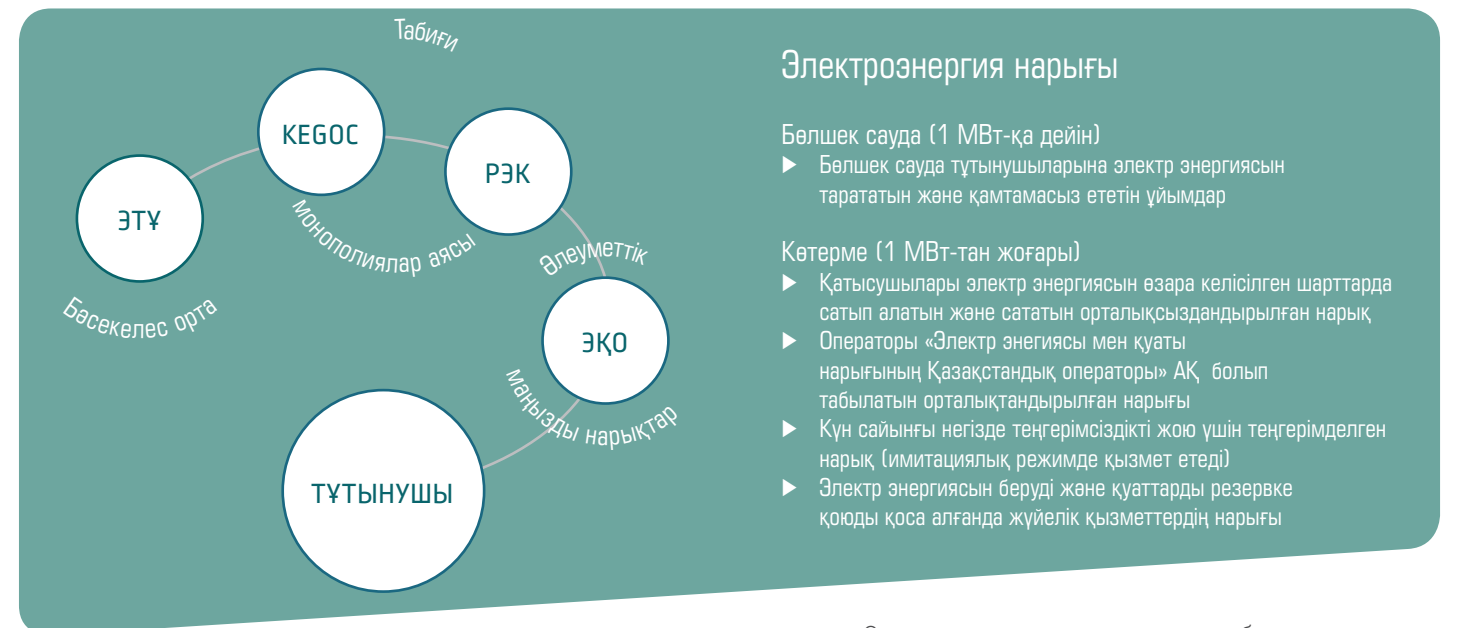 Табиғи
KEGOC
РЭК
ЭТҰ
монополиялар аясы
Әлеуметтік
Бәсекелес орта
ЭҚО
маңызды нарықтар
ТҰТЫНУШЫ
Электроэнергия нарығы
Бөлшек сауда (1 МВт-қа дейін)
▶ Бөлшек сауда тұтынушыларына электр энергиясын
тарататын және қамтамасыз ететін ұйымдар
Көтерме (1 МВт-тан жоғары)
▶ Қатысушылары электр энергиясын өзара келісілген шарттарда
сатып алатын және сататын орталықсыздандырылған нарық
▶ Операторы «Электр энегиясы мен қуаты
нарығының Қазақстандық операторы» АҚ болып
табылатын орталықтандырылған нарығы
▶ Күн сайынғы негізде теңгерімсіздікті жою үшін теңгерімделген
нарық (имитациялық режимде қызмет етеді)
▶ Электр энергиясын беруді және қуаттарды резервке
қоюды қоса алғанда жүйелік қызметтердің нарығы